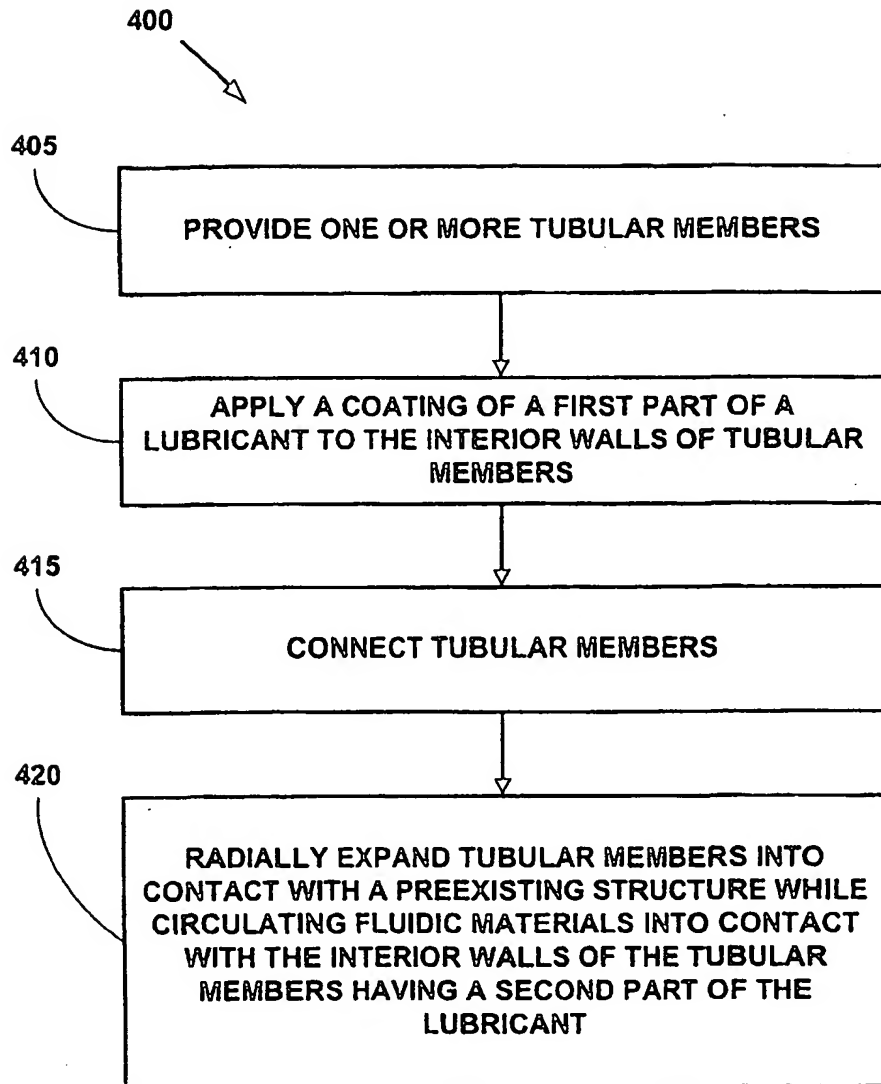 400
405
PROVIDE ONE OR MORE TUBULAR MEMBERS
410
APPLY A COATING OF A FIRST PART OF A
LUBRICANT TO THE INTERIOR WALLS OF TUBULAR
MEMBERS
415
CONNECT TUBULAR MEMBERS
420
RADIALLY EXPAND TUBULAR MEMBERS INTO
CONTACT WITH A PREEXISTING STRUCTURE WHILE
CIRCULATING FLUIDIC MATERIALS INTO CONTACT
WITH THE INTERIOR WALLS OF THE TUBULAR
MEMBERS HAVING A SECOND PART OF THE
LUBRICANT